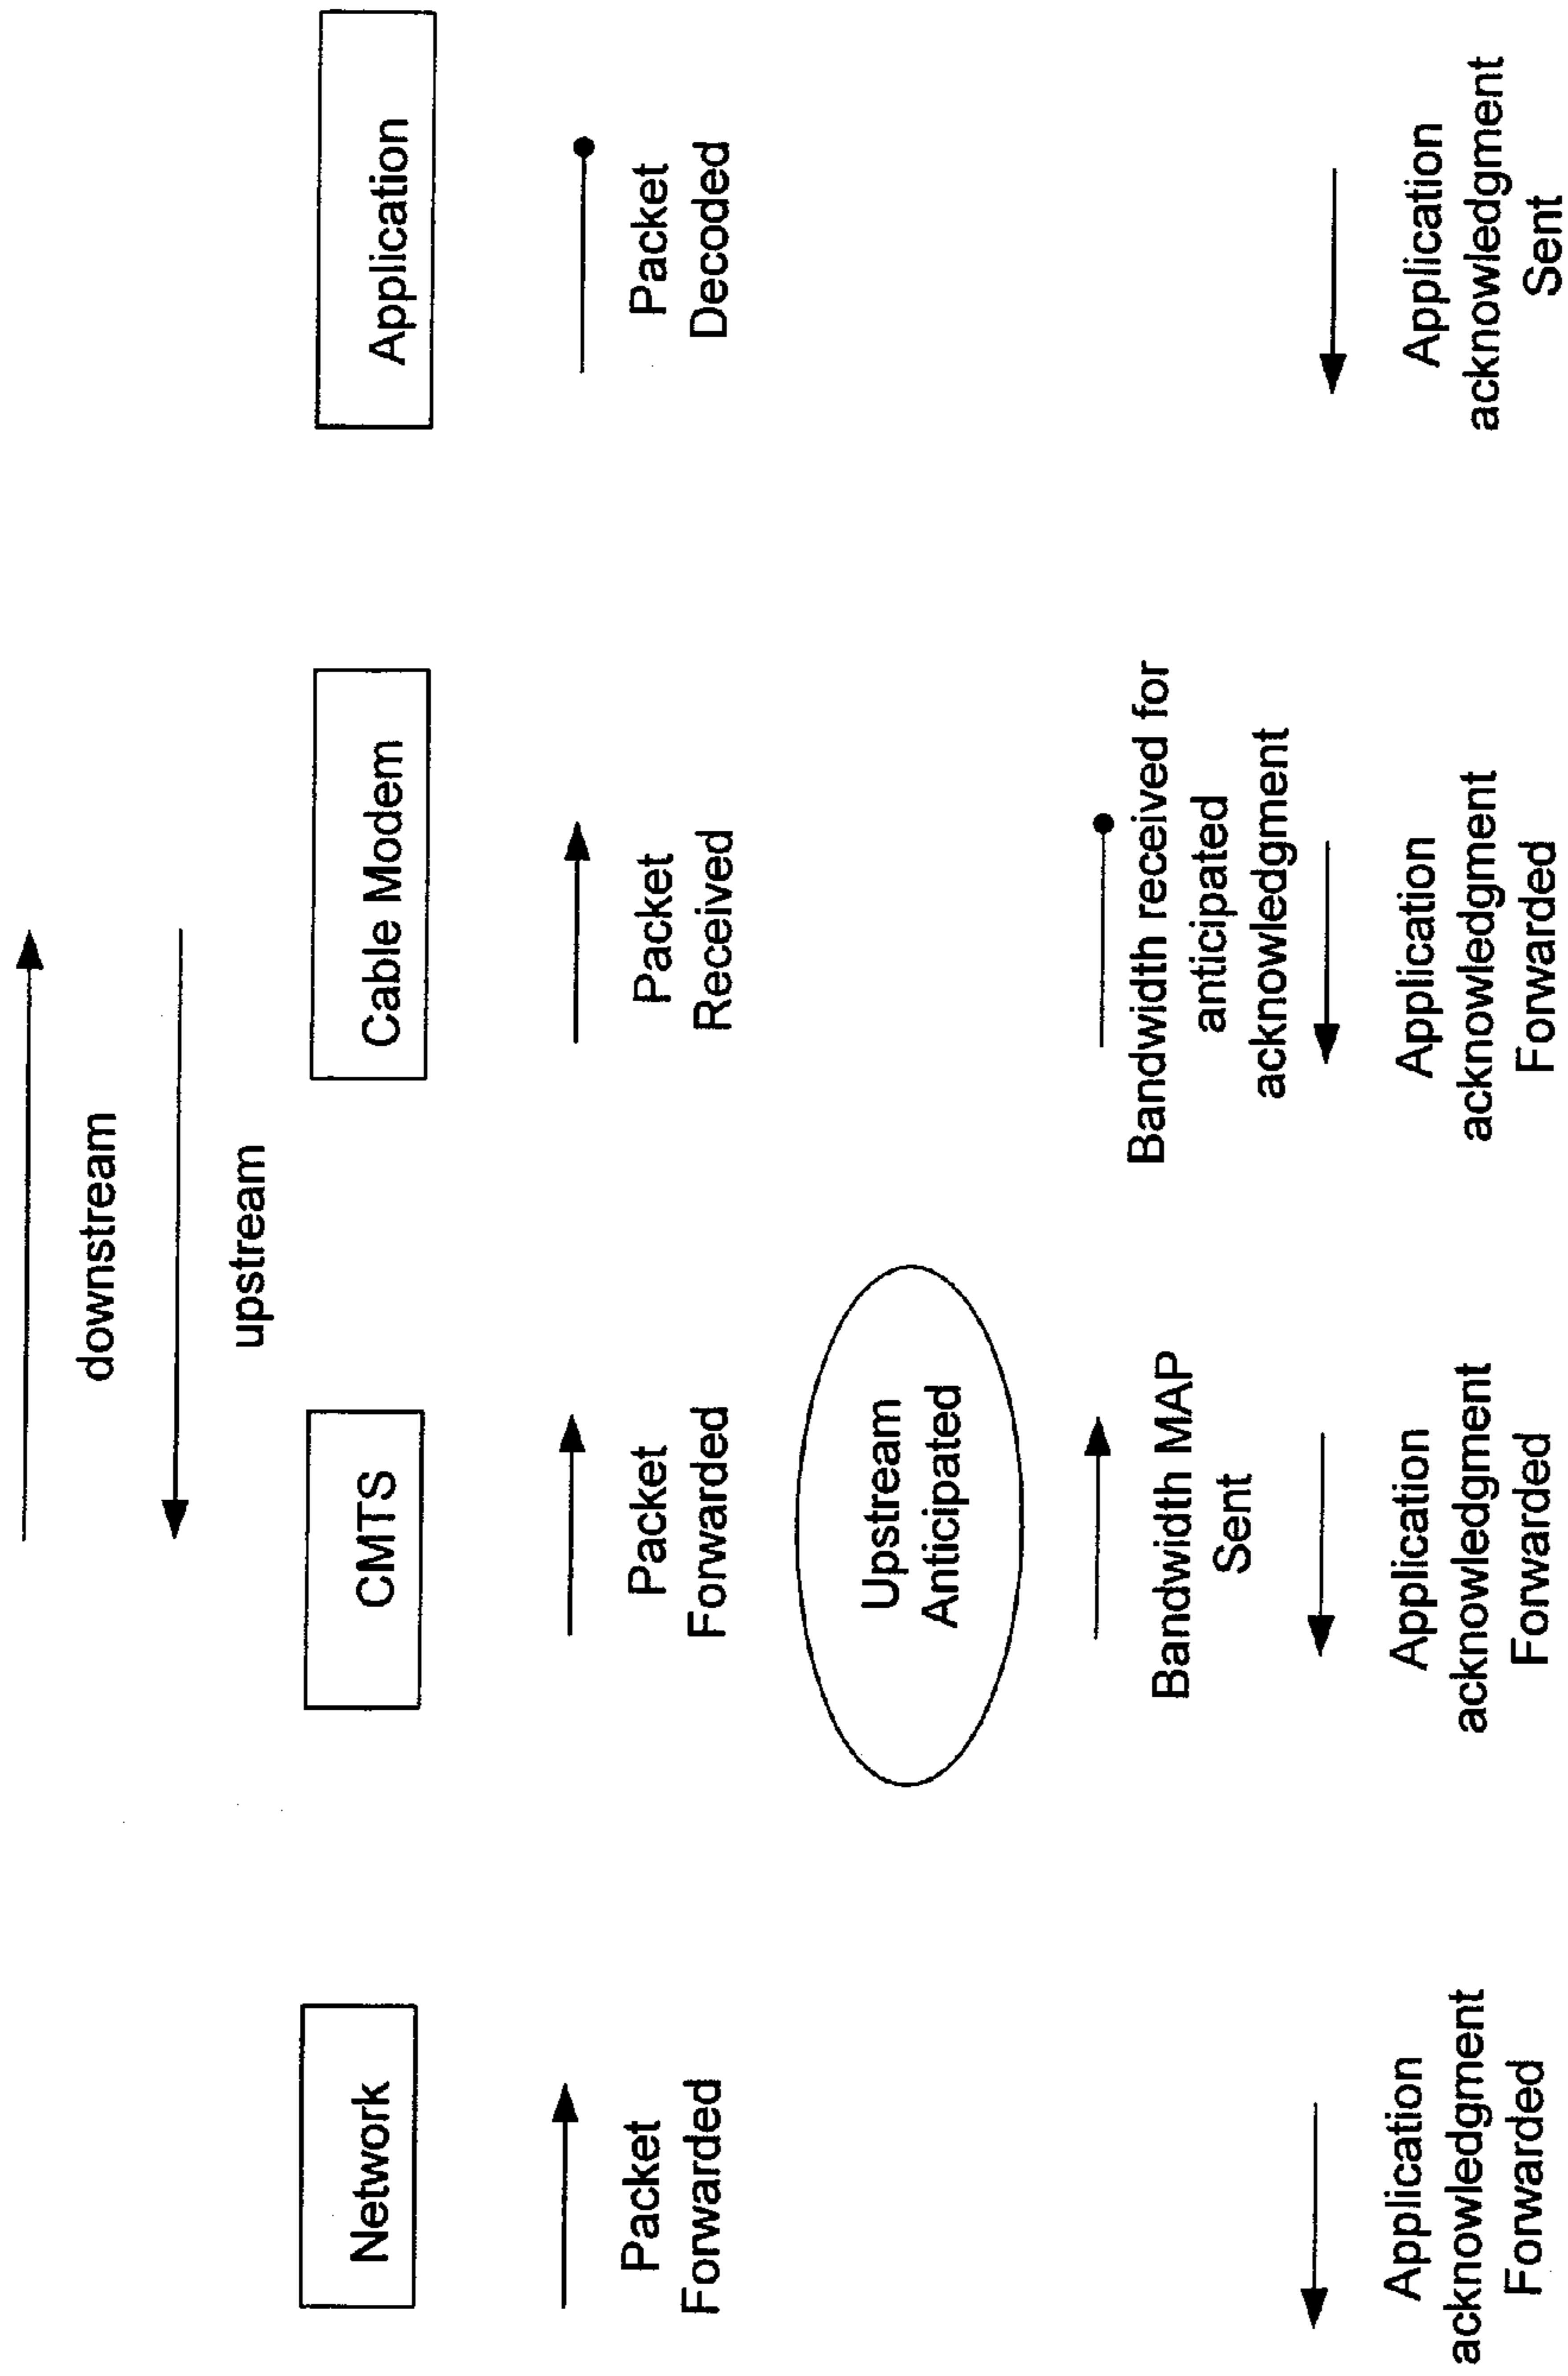 downstream
upstream
Network
CMTS
Cable Modem
Application
Packet
Forwarded
Packet
Forwarded
Packet
Received
Packet
Decoded
Upstream
Anticipated
Bandwidth MAP
Sent
Bandwidth received for
anticipated
acknowledgment
Application
acknowledgment
Forwarded
Application
acknowledgment
Forwarded
Application
acknowledgment
Forwarded
Application
acknowledgment
Sent